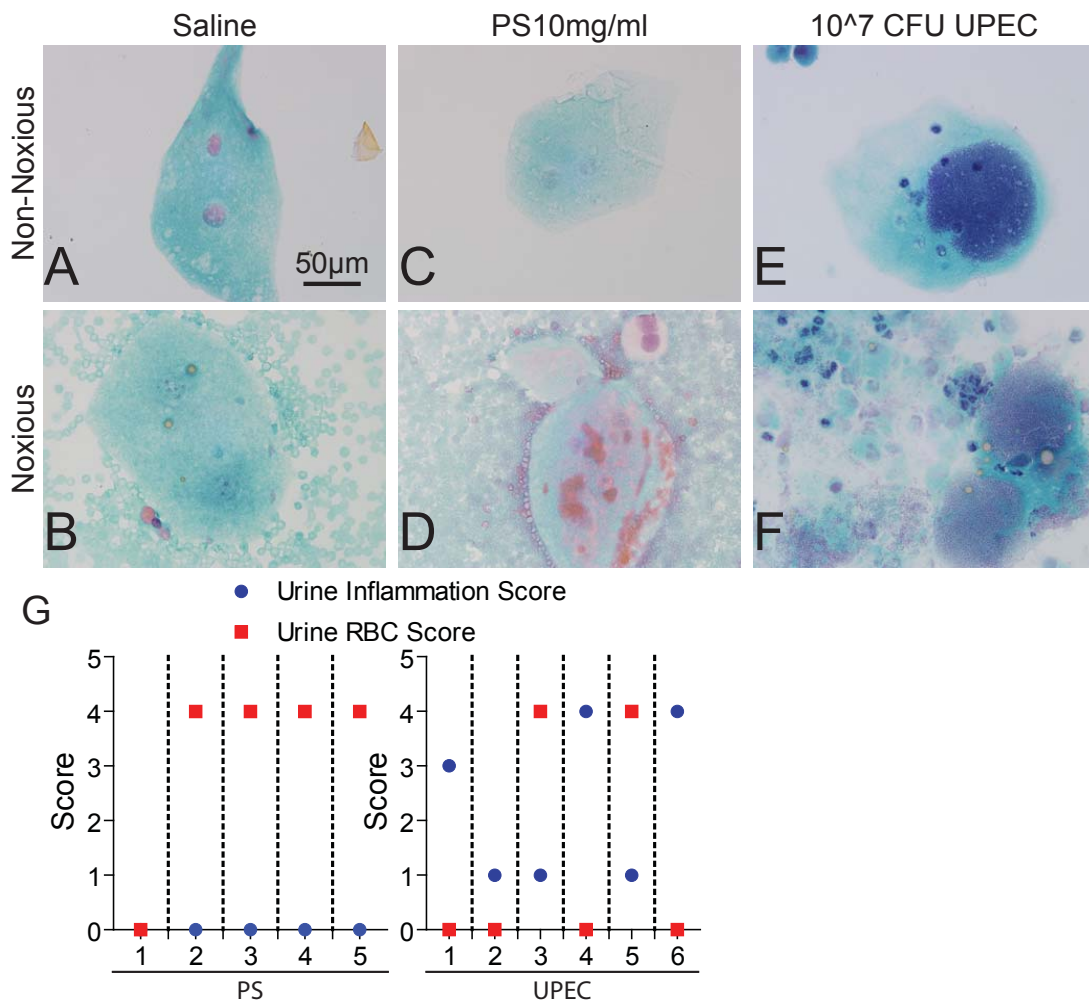 Saline
PS10mg/ml
10^7 CFU UPEC
Non-Noxious
A
50µm
C
E
Noxious
B
D
F
G
Urine Inflammation Score
Urine RBC Score
Score
5
4
3
2
1
0
1 2 3 4 5
PS
Score
5
4
3
2
1
0
1 2 3 4 5 6
UPEC